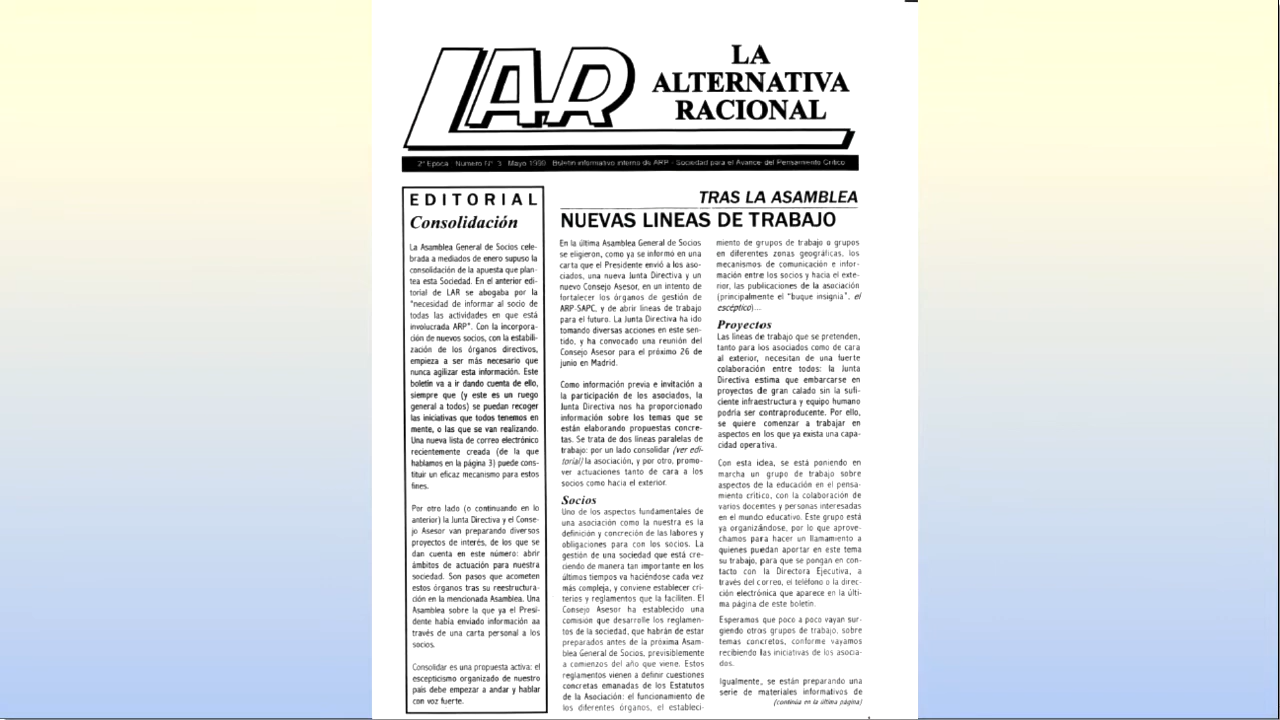 LAR
LA
ALTERNATIVA
RACIONAL
2ª Epoca Número Nº 3 Mayo 1999 Boletín informativo interno de ARP - Sociedad para el Avance del Pensamiento Crítico
EDITORIAL
Consolidación
La Asamblea General de Socios cele-
brada a mediados de enero supuso la
consolidación de la apuesta que plan-
tea esta Sociedad. En el anterior edi-
torial de LAR se abogaba por la
"necesidad de informar al socio de
todas las actividades en que está
involucrada ARP". Con la incorpora-
ción de nuevos socios, con la estabili-
zación de los órganos directivos,
empieza a ser más necesario que
nunca agilizar esta información. Este
boletín va a ir dando cuenta de ello,
siempre que (y este es un ruego
general a todos) se puedan recoger
las iniciativas que todos tenemos en
mente, o las que se van realizando.
Una nueva lista de correo electrónico
recientemente creada (de la que
hablamos en la página 3) puede cons-
tituir un eficaz mecanismo para estos
fines.
Por otro lado (o continuando en lo
anterior) la Junta Directiva y el Conse-
jo Asesor van preparando diversos
proyectos de interés, de los que se
dan cuenta en este número: abrir
ámbitos de actuación para nuestra
sociedad. Son pasos que acometen
estos órganos tras su reestructura-
ción en la mencionada Asamblea. Una
Asamblea sobre la que ya el Presi-
dente había enviado información aa
través de una carta personal a los
socios.
Consolidar es una propuesta activa: el
escepticismo organizado de nuestro
país debe empezar a andar y hablar
con voz fuerte.
TRAS LA ASAMBLEA
NUEVAS LINEAS DE TRABAJO
En la última Asamblea General de Socios
se eligieron, como ya se informó en una
carta que el Presidente envió a los aso-
ciados, una nueva Junta Directiva y un
nuevo Consejo Asesor, en un intento de
fortalecer los órganos de gestión de
ARP-SAPC, y de abrir lineas de trabajo
para el futuro. La Junta Directiva ha ido
tomando diversas acciones en este sen-
tido, y ha convocado una reunión del
Consejo Asesor para el próximo 26 de
junio en Madrid.
Como información previa e invitación a
la participación de los asociados, la
Junta Directiva nos ha proporcionado
información sobre los temas que se
están elaborando propuestas concre-
tas. Se trata de dos lineas paralelas de
trabajo: por un lado consolidar (ver edi-
torial) la asociación, y por otro, promo-
ver actuaciones tanto de cara a los
socios como hacia el exterior.
Socios
Uno de los aspectos fundamentales de
una asociación como la nuestra es la
definición y concreción de las labores y
obligaciones para con los socios. La
gestión de una sociedad que está cre-
ciendo de manera tan importante en los
últimos tiempos va haciéndose cada vez
más compleja, y conviene establecer cri-
terios y reglamentos que la faciliten. El
Consejo Asesor ha establecido una
comisión que desarrolle los reglamen-
tos de la sociedad, que habrán de estar
preparados antes de la próxima Asam-
blea General de Socios, previsiblemente
a comienzos del año que viene. Estos
reglamentos vienen a definir cuestiones
concretas emanadas de los Estatutos
de la Asociación: el funcionamiento de
los diferentes órganos, el estableci-
miento de grupos de trabajo o grupos
en diferentes zonas geográficas, los
mecanismos de comunicación e infor-
mación entre los socios y hacia el exte-
rior, las publicaciones de la asociación
(principalmente el "buque insignia", el
escéptico)...
Proyectos
Las lineas de trabajo que se pretenden,
tanto para los asociados como de cara
al exterior, necesitan de una fuerte
colaboración entre todos: la Junta
Directiva estima que embarcarse en
proyectos de gran calado sin la sufi-
ciente infraestructura y equipo humano
podría ser contraproducente. Por ello,
se quiere comenzar a trabajar en
aspectos en los que ya exista una capa-
cidad operativa.
Con esta idea, se está poniendo en
marcha un grupo de trabajo sobre
aspectos de la educación en el pensa-
miento crítico, con la colaboración de
varios docentes y personas interesadas
en el mundo educativo. Este grupo está
ya organizándose, por lo que aprove-
chamos para hacer un llamamiento a
quienes puedan aportar en este tema
su trabajo, para que se pongan en con-
tacto con la Directora Ejecutiva, a
través del correo, el teléfono o la direc-
ción electrónica que aparece en la últi-
ma página de este boletín.
Esperamos que poco a poco vayan sur-
giendo otros grupos de trabajo, sobre
temas concretos, conforme vayamos
recibiendo las iniciativas de los asocia-
dos.
Igualmente, se están preparando una
serie de materiales informativos de
(continúa en la última página)